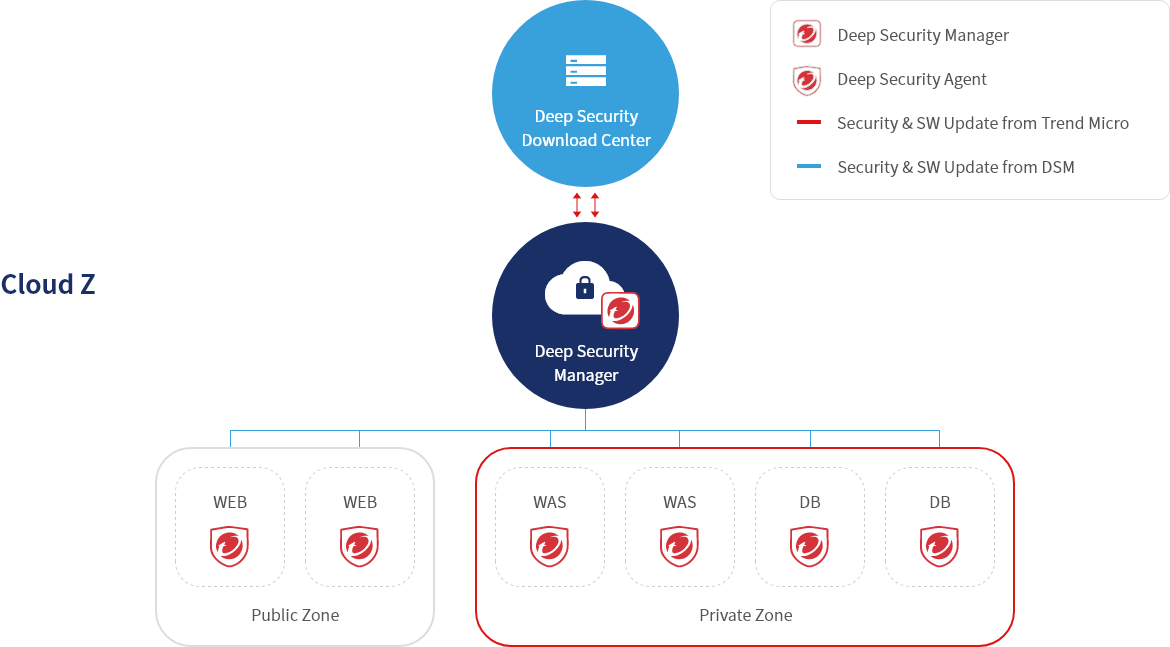 Deep Security
Download Center
Deep Security Manager
Deep Security Agent
Security & SW Update from Trend Micro
Security & SW Update from DSM
Cloud Z
Deep Security
Manager
WEB
WEB
WAS
WAS
DB
DB
Public Zone
Private Zone